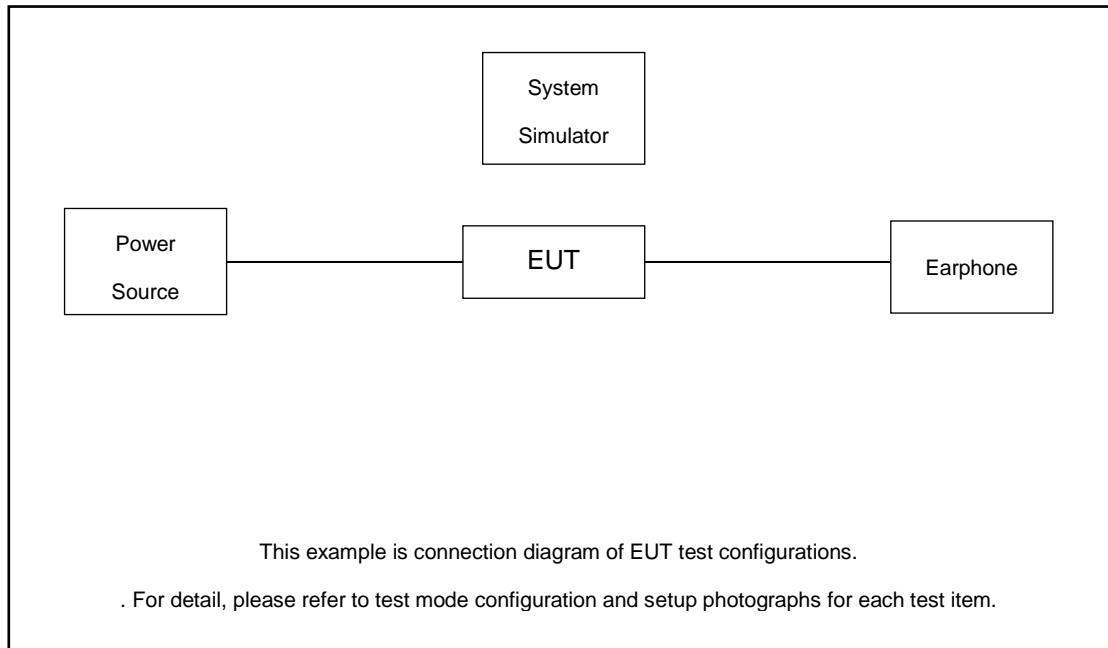 System
Simulator
Power
Source
EUT
Earphone
This example is connection diagram of EUT test configurations.
. For detail, please refer to test mode configuration and setup photographs for each test item.